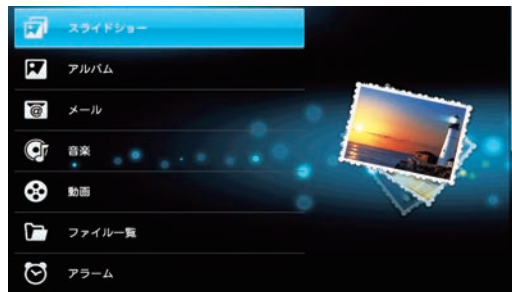 スライドショー
アルバム
メール
音楽
動画
ファイル一覧
アラーム